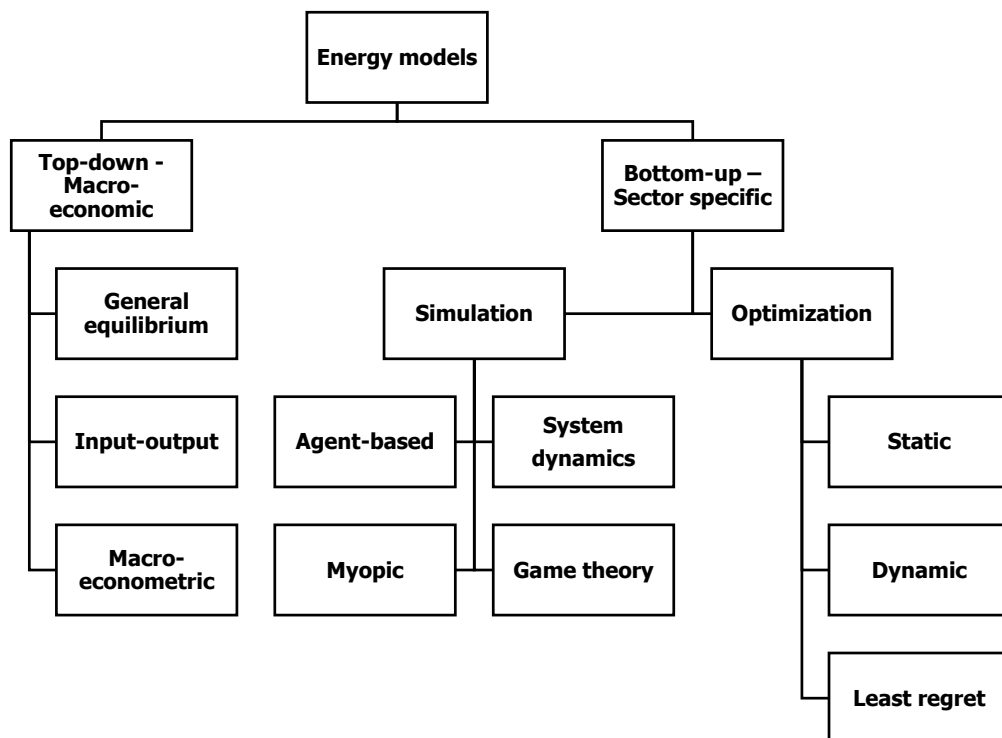 Energy models
Top-down -
Macro-
economic
Bottom-up –
Sector specific
General
equilibrium
Simulation
Optimization
Input-output
Agent-based
System
dynamics
Static
Macro-
econometric
Myopic
Game theory
Dynamic
Least regret